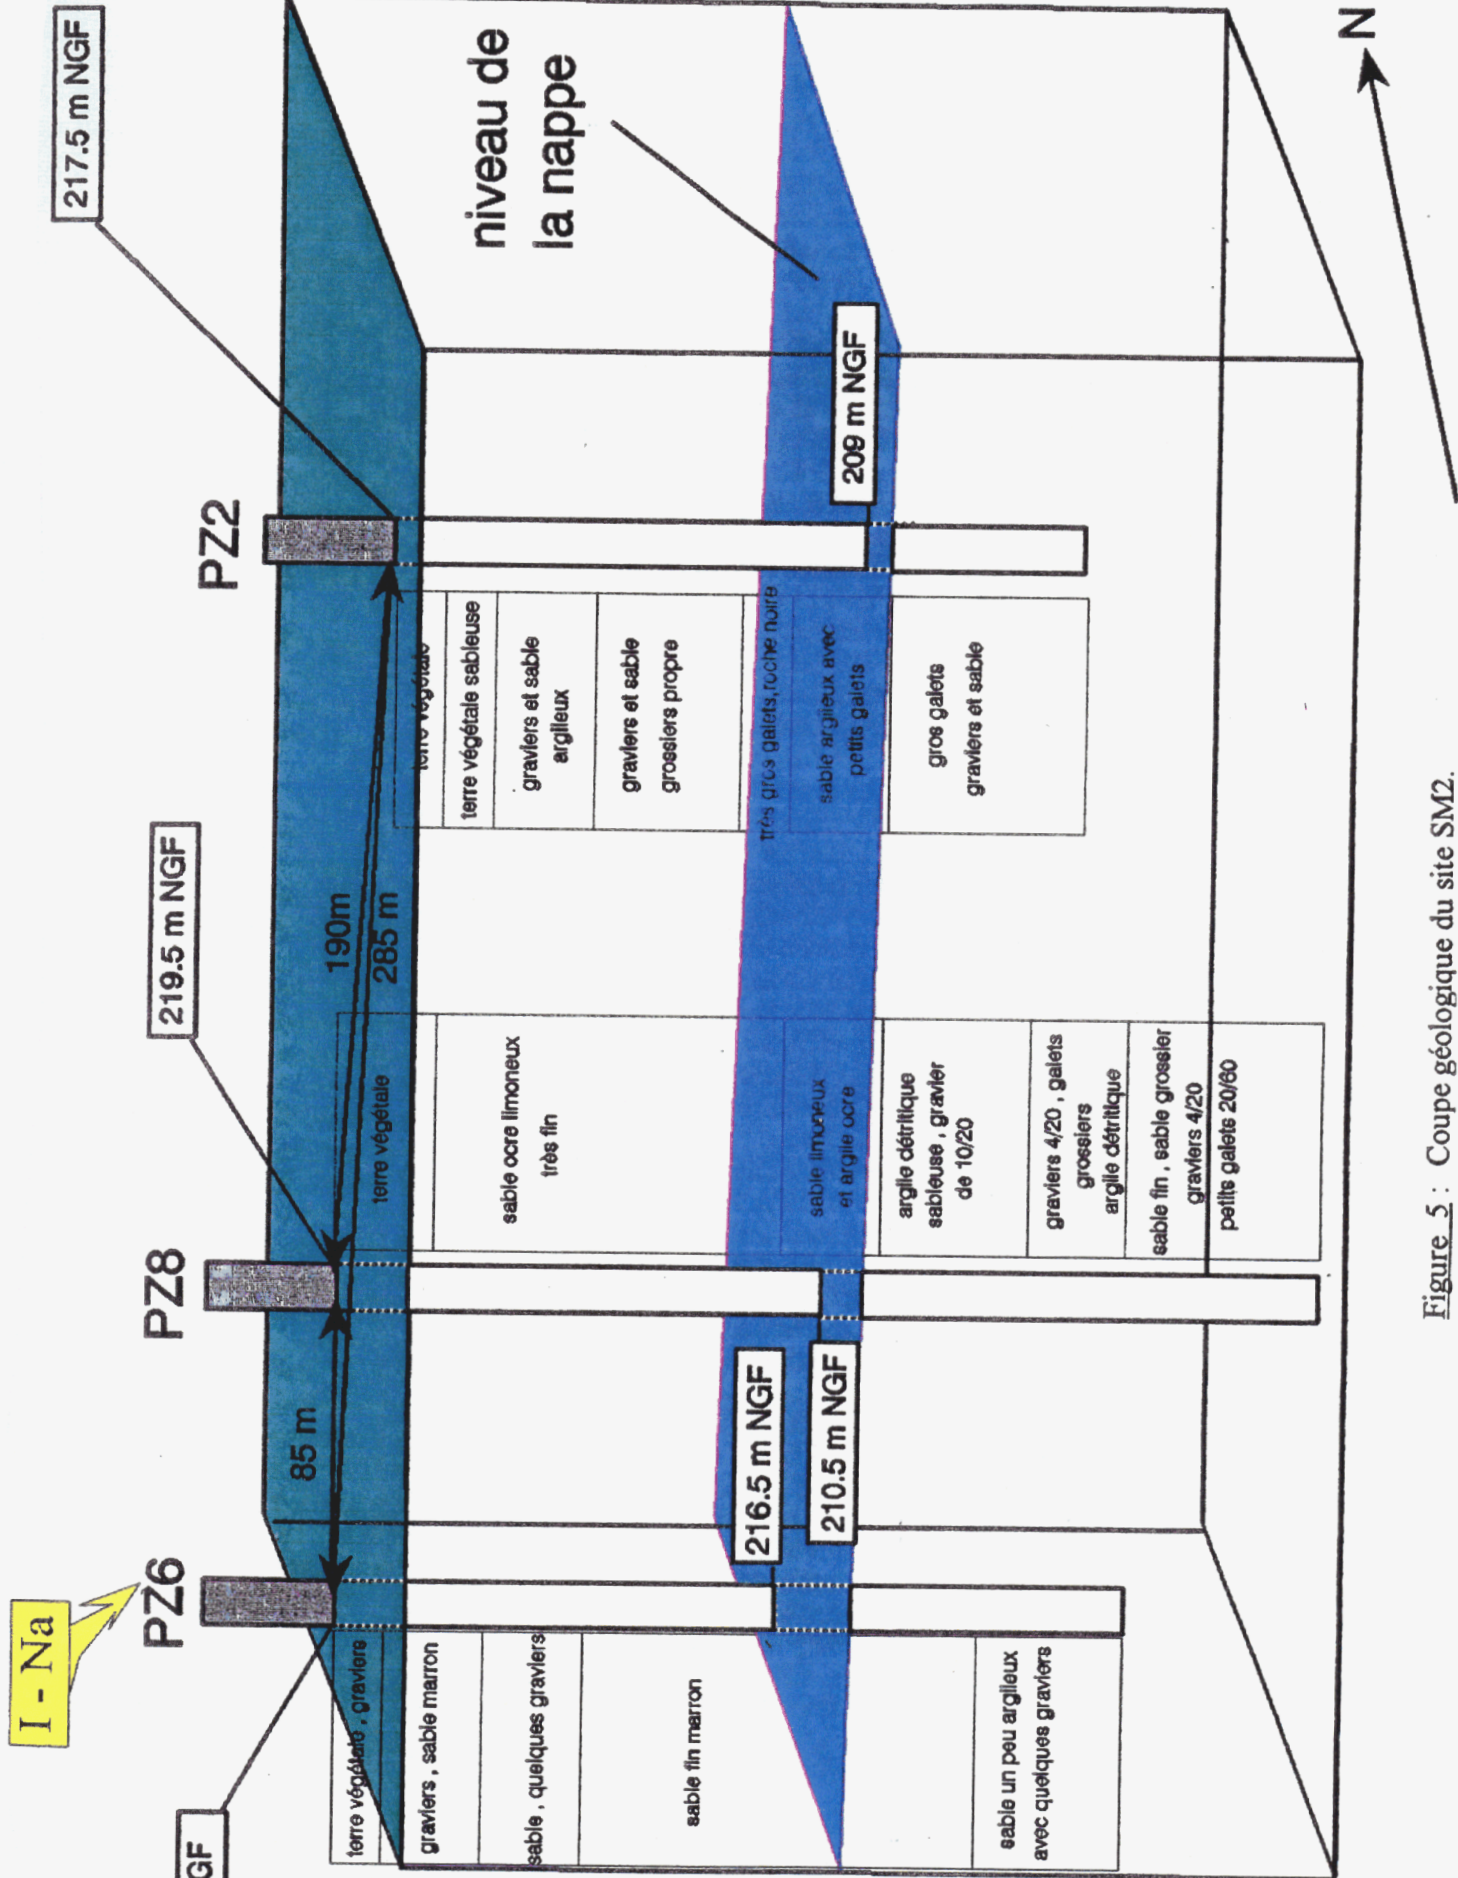 I - Na
PZ6
PZ8
PZ2
GF
219.5 m NGF
217.5 m NGF
85 m
190m
285 m
niveau de
la nappe
216.5 m NGF
210.5 m NGF
209 m NGF
terre végétale , graviers
graviers , sable marron
sable , quelques graviers
sable fin marron
sable un peu argileux
avec quelques graviers
terre végétale
sable ocre limoneux
très fin
sable limoneux
et argile ocre
argile détritique
sableuse , gravier
de 10/20
graviers 4/20 , galets
grossiers
argile détritique
sable fin , sable grossier
graviers 4/20
petits galets 20/60
terre végétale
terre végétale sableuse
graviers et sable
argileux
graviers et sable
grossiers propre
très gros galets,roche noire
sable argileux avec
petits galets
gros galets
graviers et sable
N
Figure 5 : Coupe géologique du site SM2.